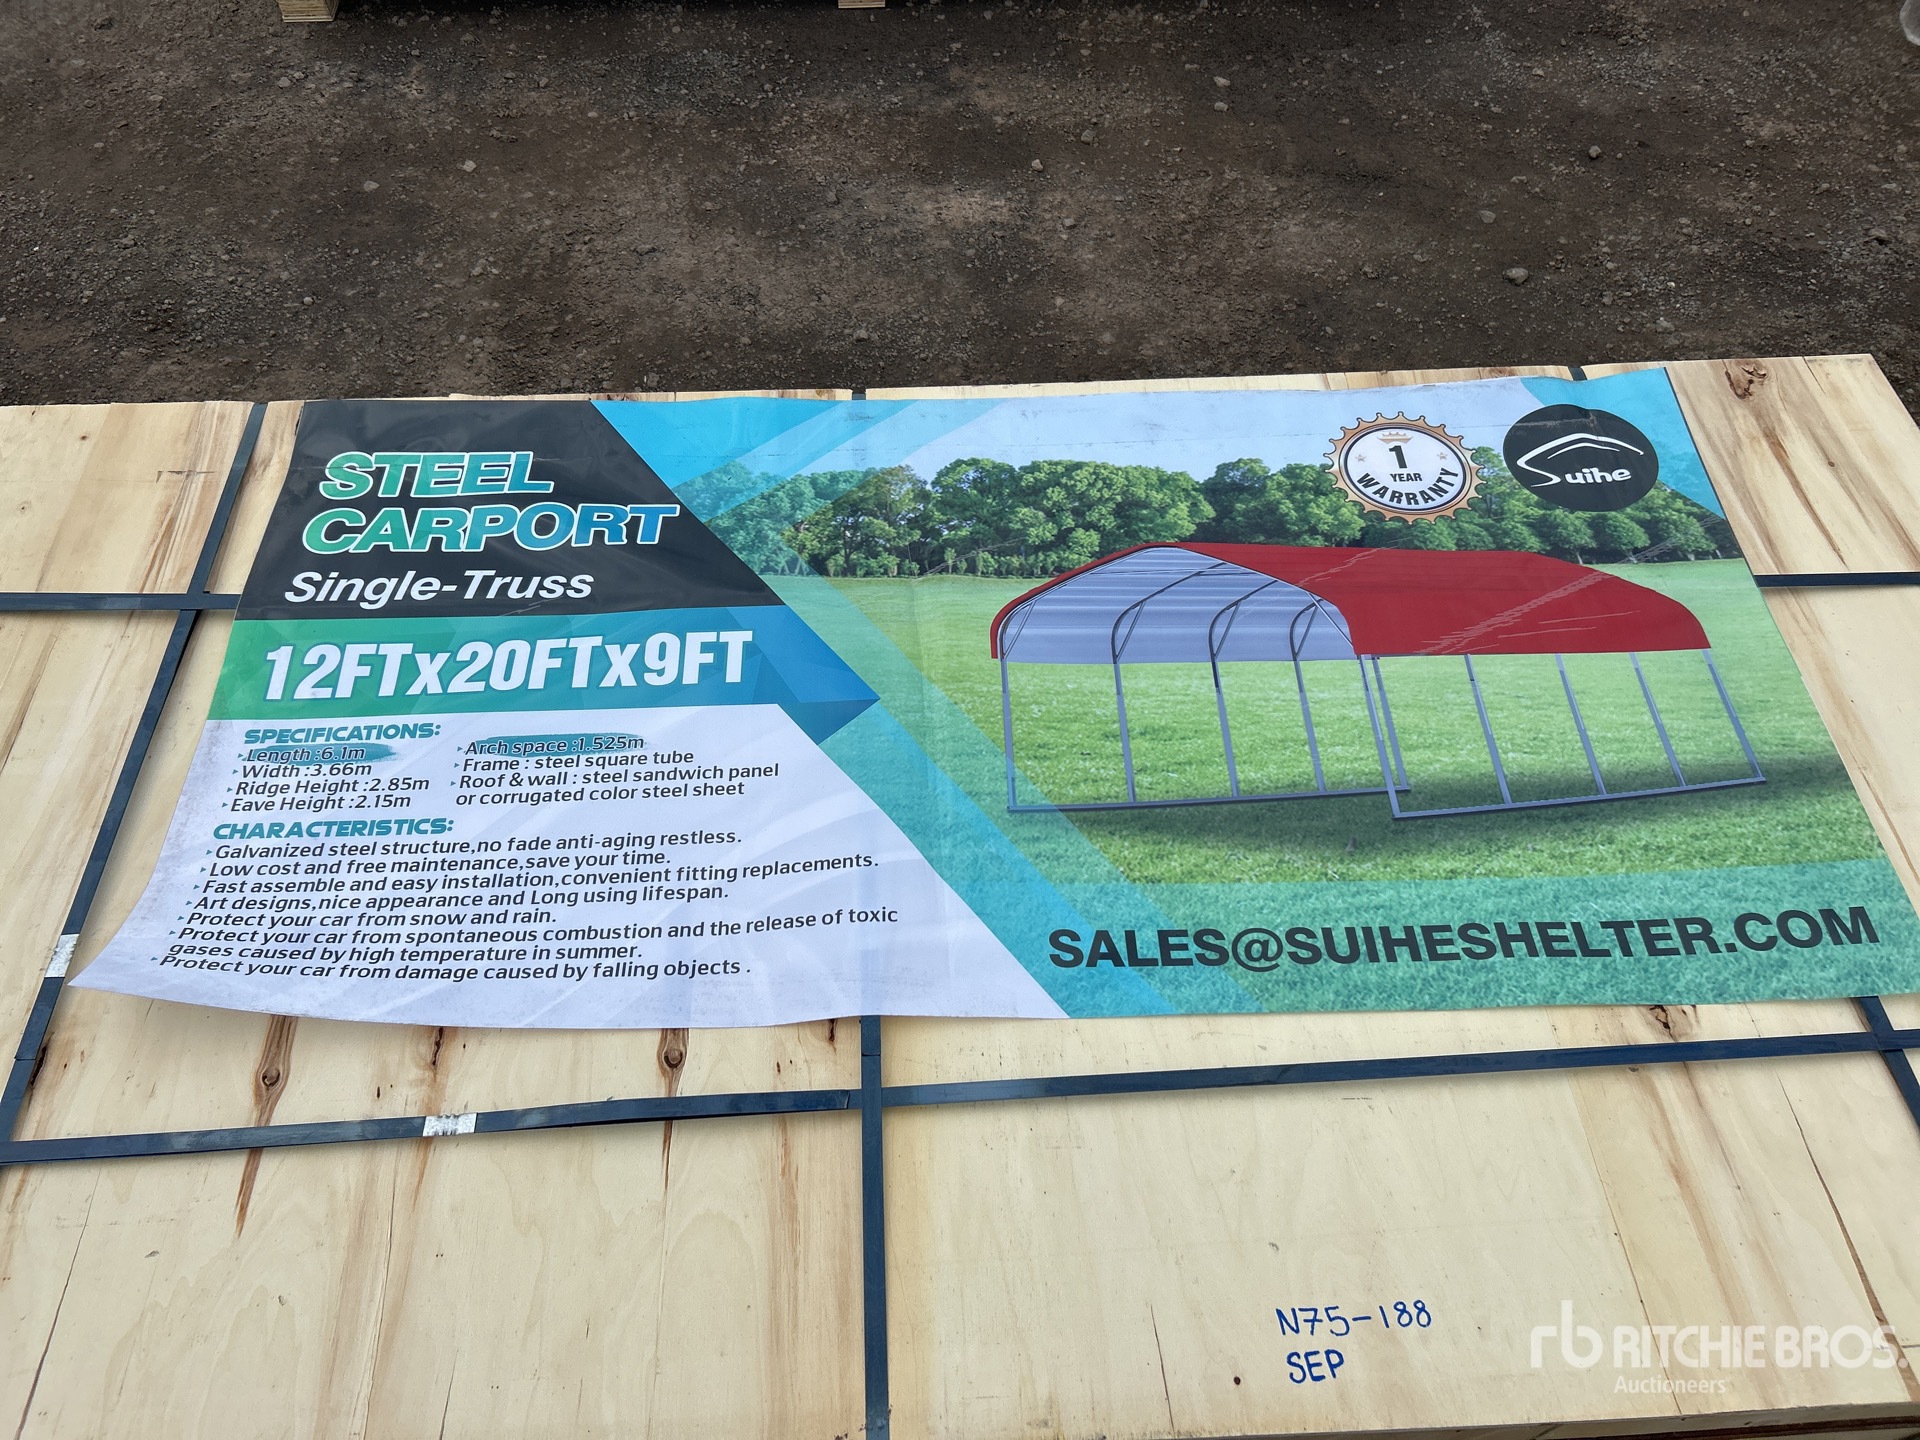 STEEL
CARPORT
Single-Truss
12FTx20FTx9FT
SPECIFICATIONS:
Length :6.1m
Width :3.66m
Ridge Height :2.85m
Eave Height :2.15m
Arch space :1.525m
Frame : steel square tube
Roof & wall : steel sandwich panel
or corrugated color steel sheet
CHARACTERISTICS:
Galvanized steel structure,no fade anti-aging restless.
Low cost and free maintenance,save your time.
Fast assemble and easy installation,convenient fitting replacements.
Art designs,nice appearance and Long using lifespan.
Protect your car from snow and rain.
Protect your car from spontaneous combustion and the release of toxic
gases caused by high temperature in summer.
Protect your car from damage caused by falling objects .
1
YEAR
WARRANTY
Suihe
SALES@SUIHESHELTER.COM
N75-188
SEP
rb RITCHIE BROS.
Auctioneers